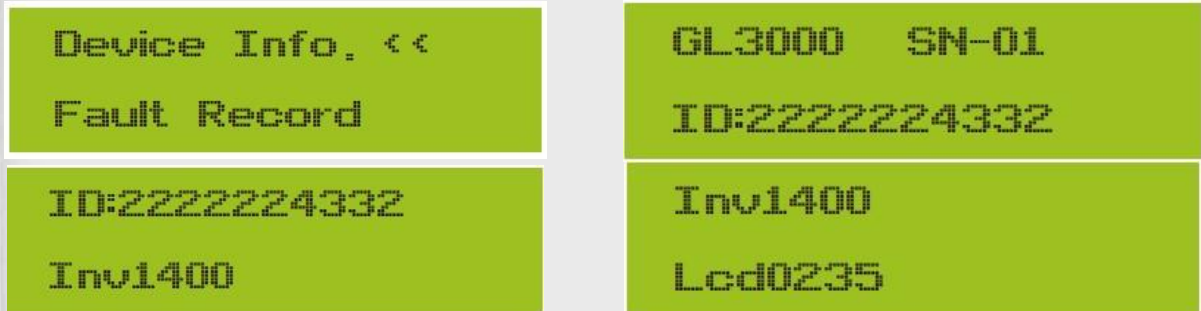 Device Info. <<
Fault Record
GL3000 SN-01
ID:2222224332
ID:2222224332
Inv1400
Inv1400
Lcd0235